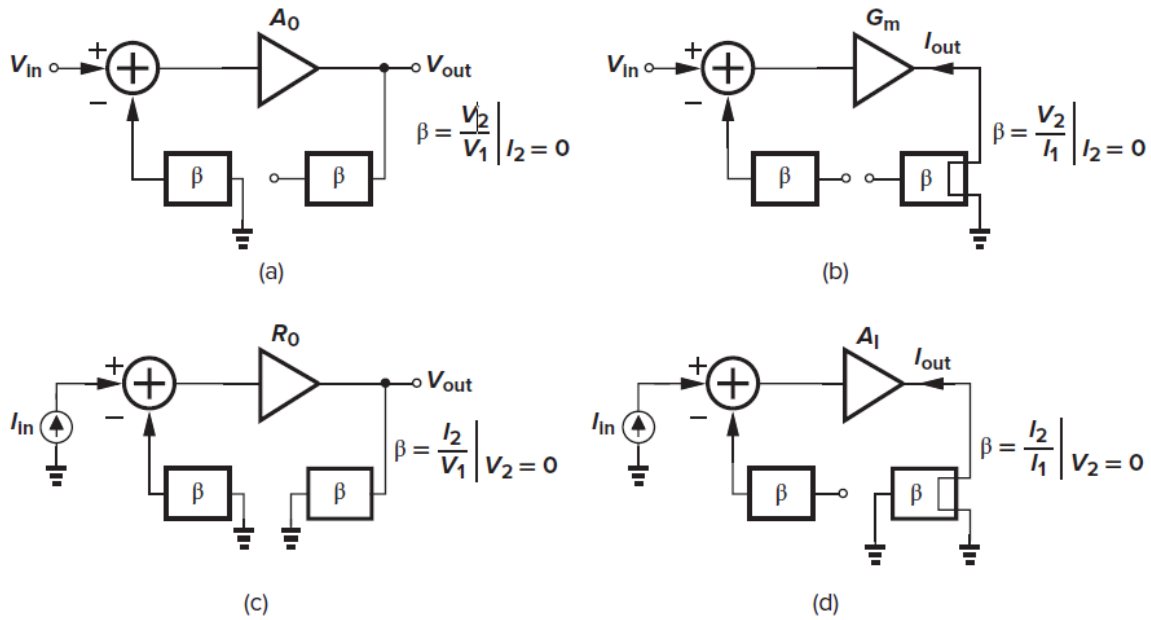 A0
Vin + + Vout
−
β = V2/V1 | I2 = 0
β β
(a)
Gm
Vin + + Iout
−
β = V2/I1 | I2 = 0
β β
(b)
R0
+ + Vout
Iin −
β = I2/V1 | V2 = 0
β β
(c)
AI
+ + Iout
Iin −
β = I2/I1 | V2 = 0
β β
(d)